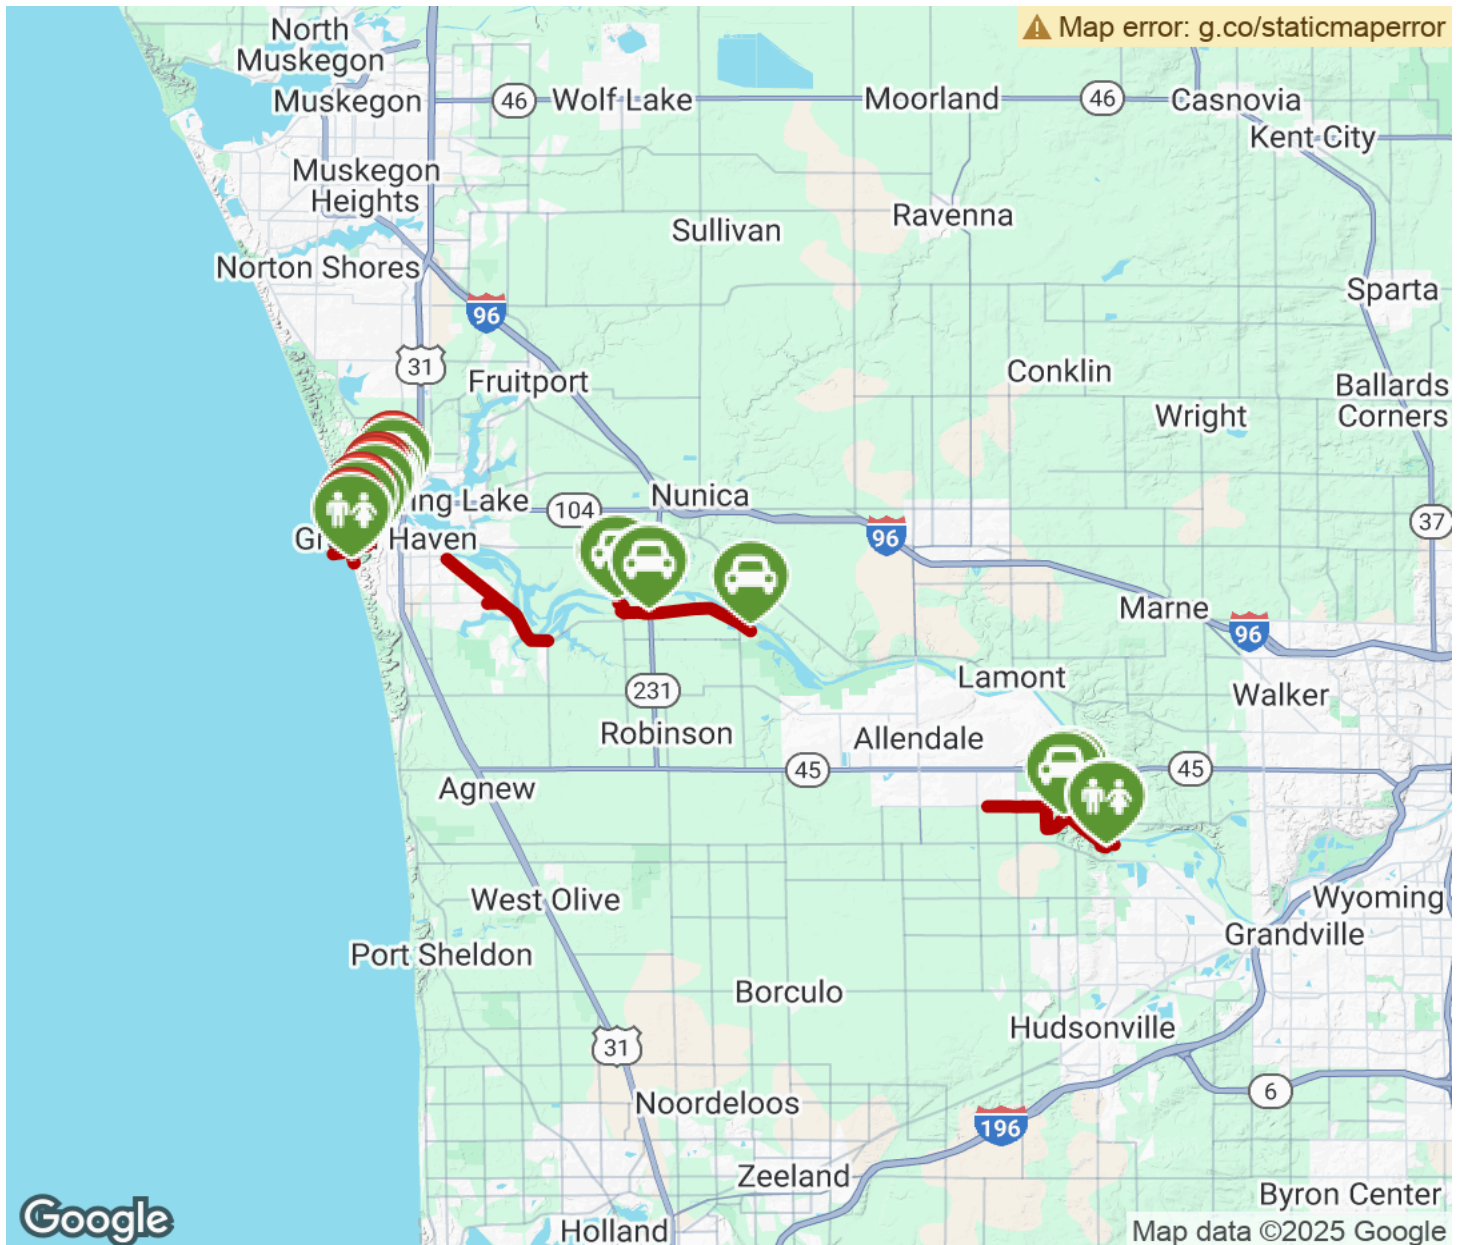 Map error: g.co/staticmaperror
North
Muskegon
Muskegon
46
Wolf Lake
Moorland
46
Casnovia
Kent City
Muskegon
Heights
Sullivan
Ravenna
Norton Shores
96
Sparta
31
Fruitport
Conklin
Ballards
Corners
Wright
ing Lake
104
Nunica
37
96
G Haven
Marne
96
Lamont
231
Walker
Robinson
Allendale
45
45
Agnew
West Olive
Wyoming
Port Sheldon
Grandville
Borculo
Hudsonville
31
6
Noordeloos
196
Zeeland
Byron Center
Google
Holland
Map data ©2025 Google